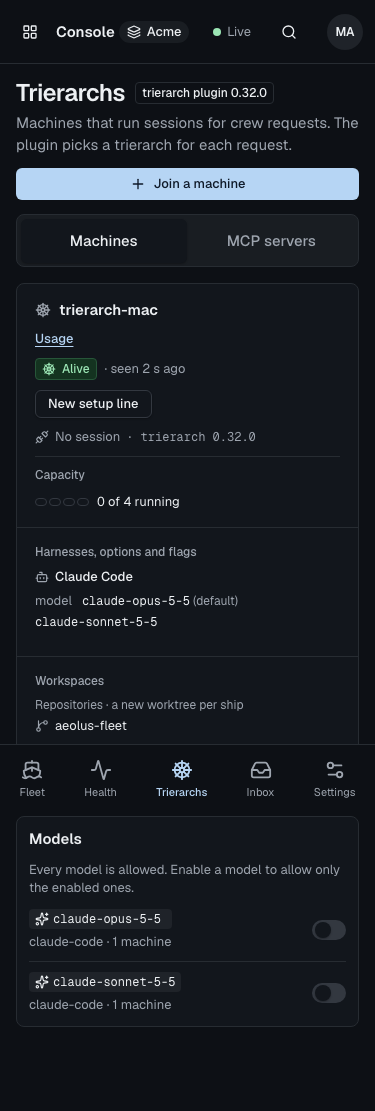 Console Acme Live MA
Trierarchs trierarch plugin 0.32.0
Machines that run sessions for crew requests. The
plugin picks a trierarch for each request.
Join a machine
Machines MCP servers
trierarch-mac
Usage
Alive · seen 2 s ago
New setup line
No session · trierarch 0.32.0
Capacity
0 of 4 running
Harnesses, options and flags
Claude Code
model claude-opus-5-5 (default)
claude-sonnet-5-5
Workspaces
Repositories · a new worktree per ship
aeolus-fleet
Fleet Health Trierarchs Inbox Settings
Models
Every model is allowed. Enable a model to allow only
the enabled ones.
claude-opus-5-5
claude-code · 1 machine
claude-sonnet-5-5
claude-code · 1 machine